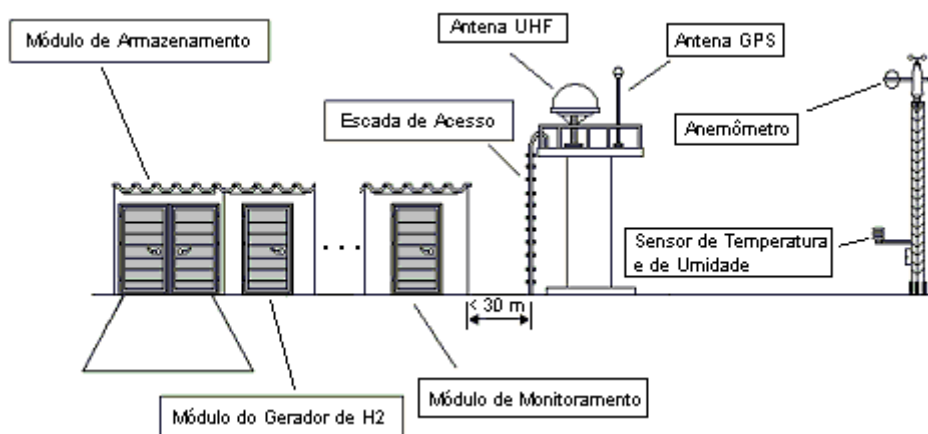 Módulo de Armazenamento
Antena UHF
Antena GPS
Escada de Acesso
Anemômetro
Sensor de Temperatura
e de Umidade
< 30 m
Módulo do Gerador de H2
Módulo de Monitoramento